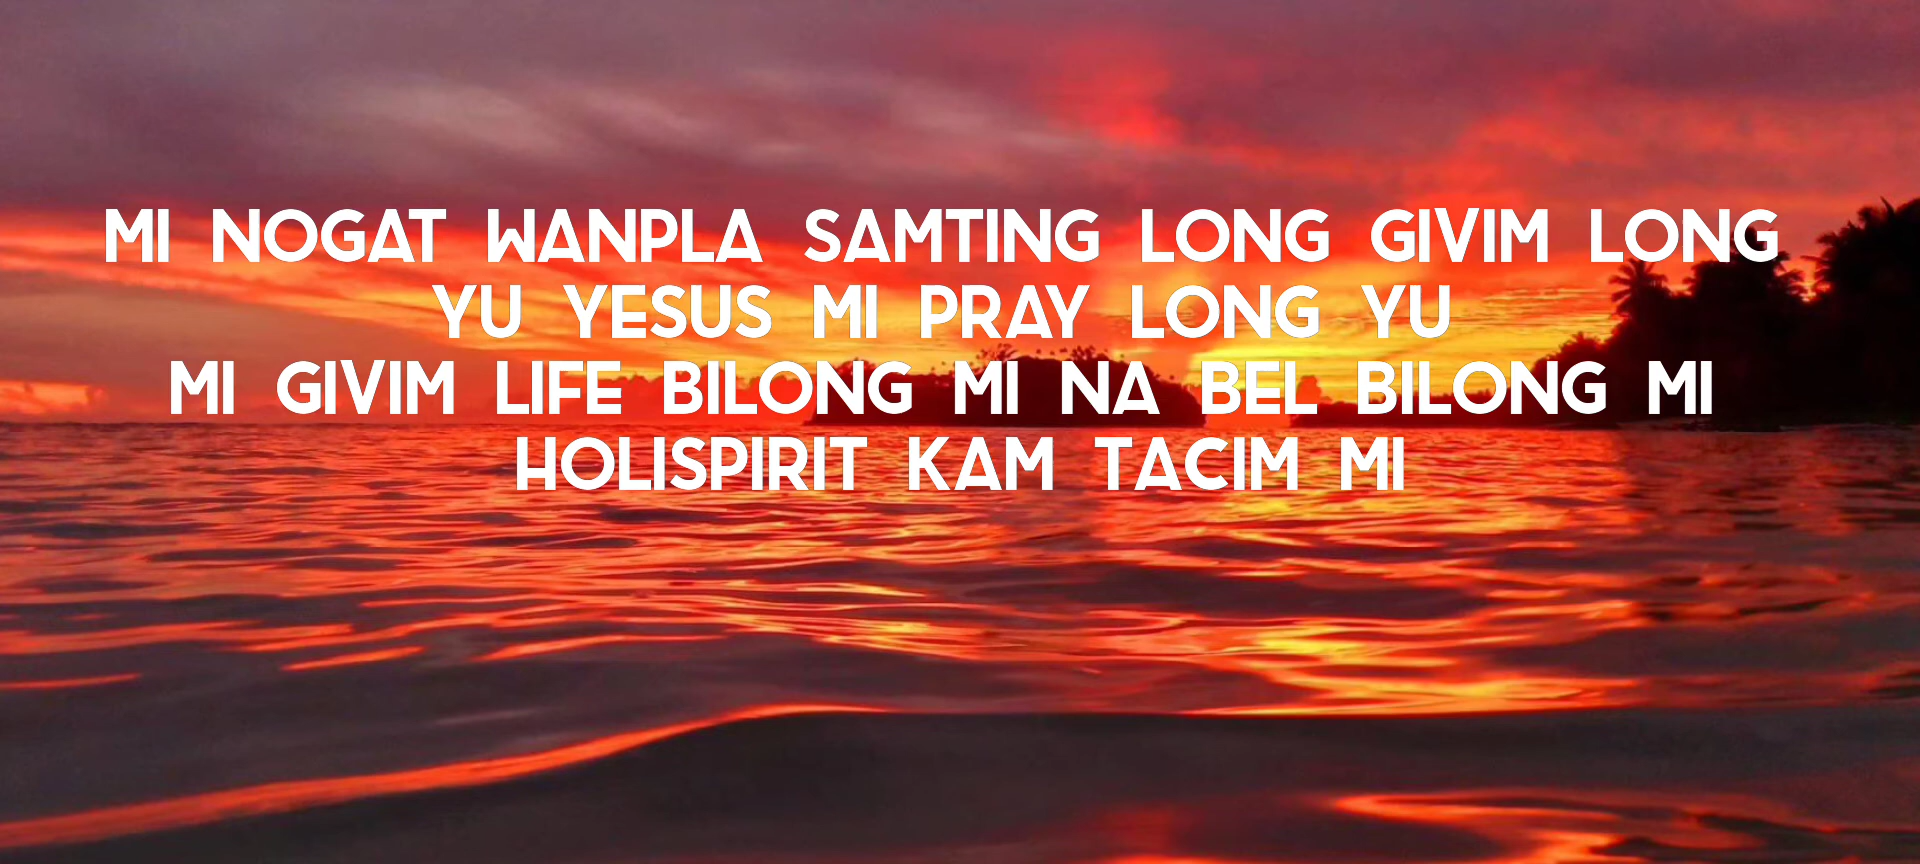 MI NOGAT WANPLA SAMTING LONG GIVIM LONG
YU YESUS MI PRAY LONG YU
MI GIVIM LIFE BILONG MI NA BEL BILONG MI
HOLISPIRIT KAM TACIM MI